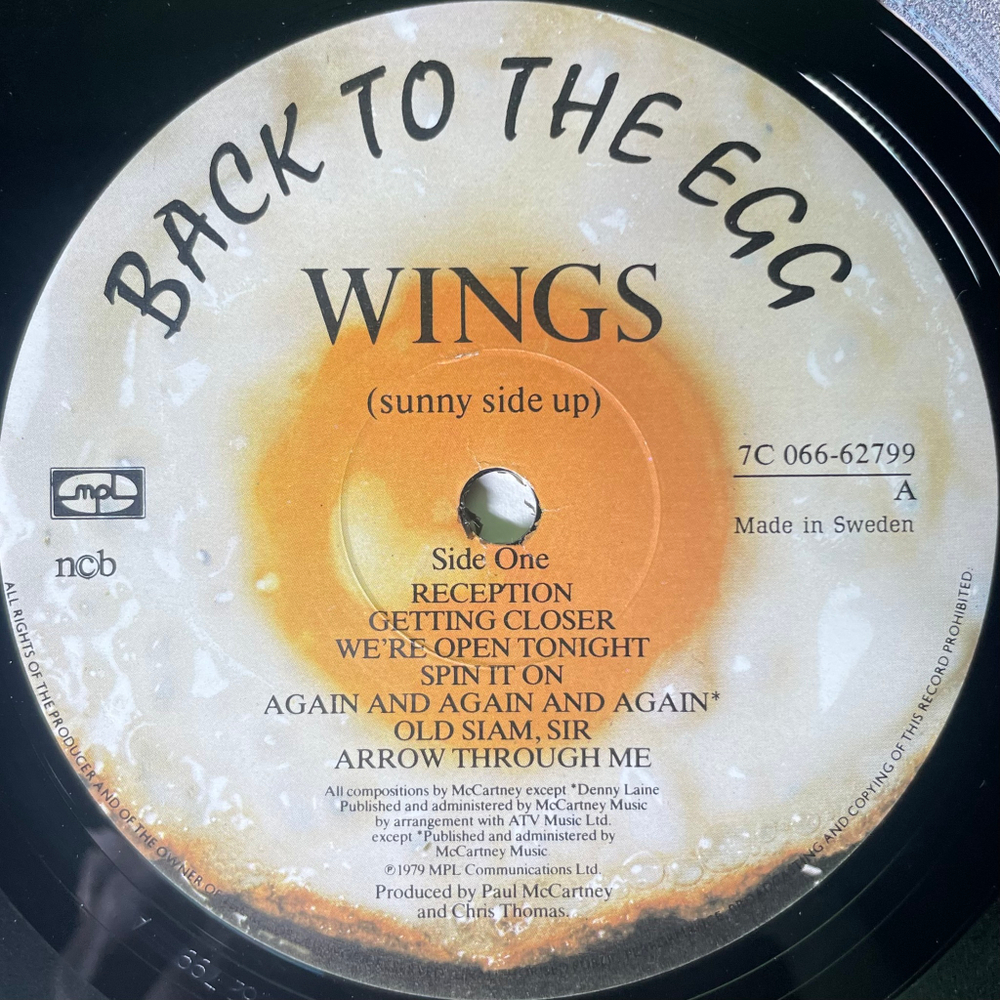 BACK TO THE EGG
WINGS
(sunny side up)
7C 066-62799
A
Made in Sweden
mpl
n©b
Side One
RECEPTION
GETTING CLOSER
WE'RE OPEN TONIGHT
SPIN IT ON
AGAIN AND AGAIN AND AGAIN*
OLD SIAM, SIR
ARROW THROUGH ME
All compositions by McCartney except *Denny Laine
Published and administered by McCartney Music
by arrangement with ATV Music Ltd.
except *Published and administered by
McCartney Music
℗1979 MPL Communications Ltd.
Produced by Paul McCartney
and Chris Thomas.
ALL RIGHTS OF THE PRODUCER AND OF THE OWNER OF
AND COPYING OF THIS RECORD PROHIBITED.